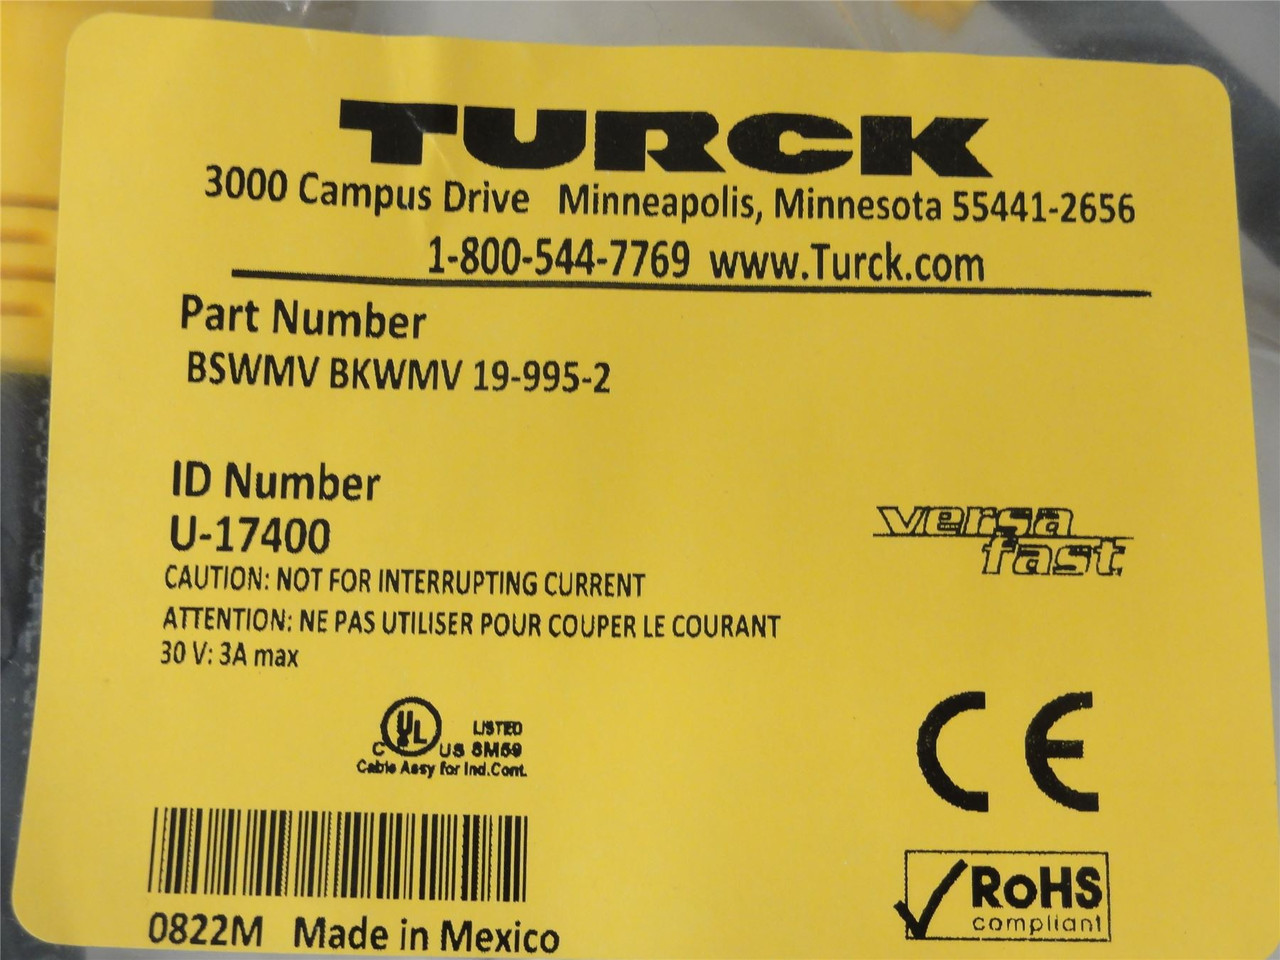 TURCK
3000 Campus Drive Minneapolis, Minnesota 55441-2656
1-800-544-7769 www.Turck.com
Part Number
BSWMV BKWMV 19-995-2
ID Number
U-17400
versa
fast.
CAUTION: NOT FOR INTERRUPTING CURRENT
ATTENTION: NE PAS UTILISER POUR COUPER LE COURANT
30 V: 3A max
UL LISTED
C US 8M59
Cable Assy for Ind.Cont.
CE
RoHS
compliant
0822M Made in Mexico